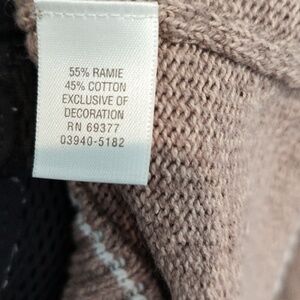 55% RAMIE
45% COTTON
EXCLUSIVE OF
DECORATION
RN 69377
03940-5182